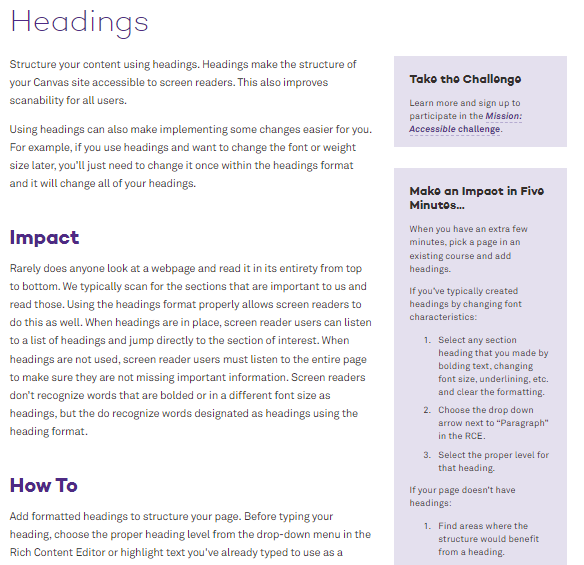 Headings
Structure your content using headings. Headings make the structure of
your Canvas site accessible to screen readers. This also improves
scanability for all users.
Using headings can also make implementing some changes easier for you.
For example, if you use headings and want to change the font or weight
size later, you'll just need to change it once within the headings format
and it will change all of your headings.
Impact
Rarely does anyone look at a webpage and read it in its entirety from top
to bottom. We typically scan for the sections that are important to us and
read those. Using the headings format properly allows screen readers to
do this as well. When headings are in place, screen reader users can listen
to a list of headings and jump directly to the section of interest. When
headings are not used, screen reader users must listen to the entire page
to make sure they are not missing important information. Screen readers
don't recognize words that are bolded or in a different font size as
headings, but the do recognize words designated as headings using the
heading format.
How To
Add formatted headings to structure your page. Before typing your
heading, choose the proper heading level from the drop-down menu in the
Rich Content Editor or highlight text you've already typed to use as a
Take the Challenge
Learn more and sign up to
participate in the Mission:
Accessible challenge.
Make an Impact in Five
Minutes...
When you have an extra few
minutes, pick a page in an
existing course and add
headings.
If you've typically created
headings by changing font
characteristics:
1. Select any section
heading that you made by
bolding text, changing
font size, underlining, etc.
and clear the formatting.
2. Choose the drop down
arrow next to "Paragraph"
in the RCE.
3. Select the proper level for
that heading.
If your page doesn't have
headings:
1. Find areas where the
structure would benefit
from a heading.